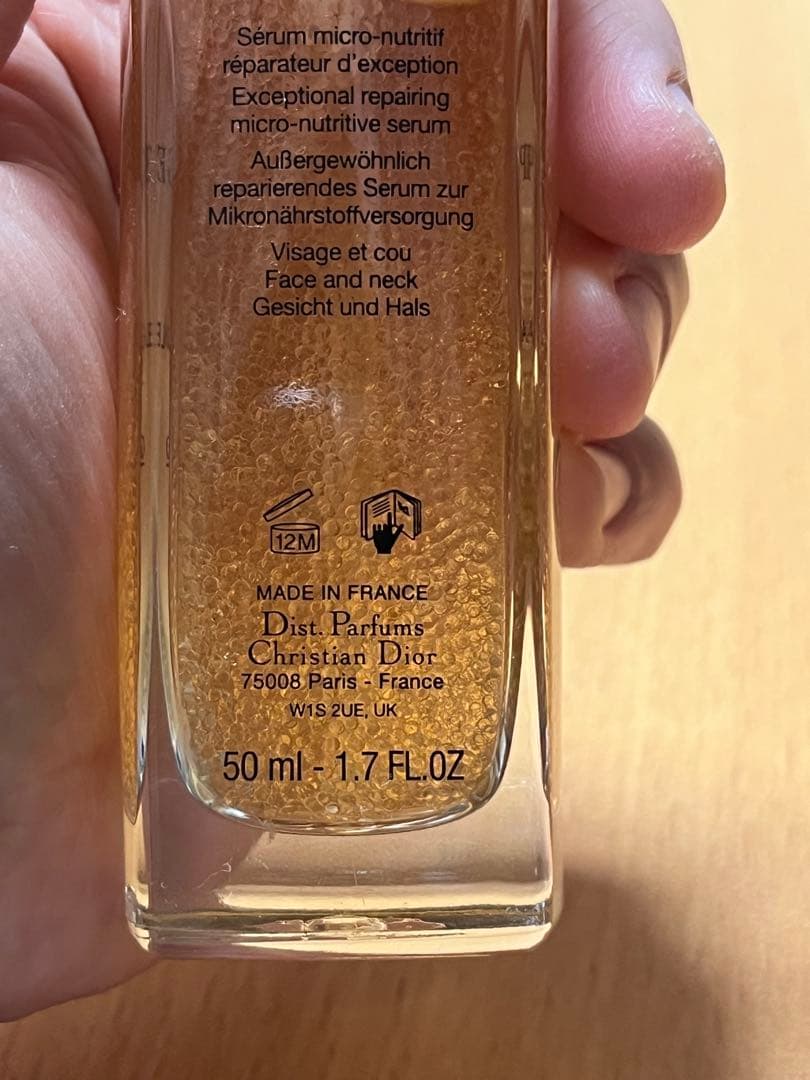 Sérum micro-nutritif
réparateur d'exception
Exceptional repairing
micro-nutritive serum
Außergewöhnlich
reparierendes Serum zur
Mikronährstoffversorgung
Visage et cou
Face and neck
Gesicht und Hals
12M
MADE IN FRANCE
Dist. Parfums
Christian Dior
75008 Paris - France
W1S 2UE, UK
50 ml - 1.7 FL.OZ